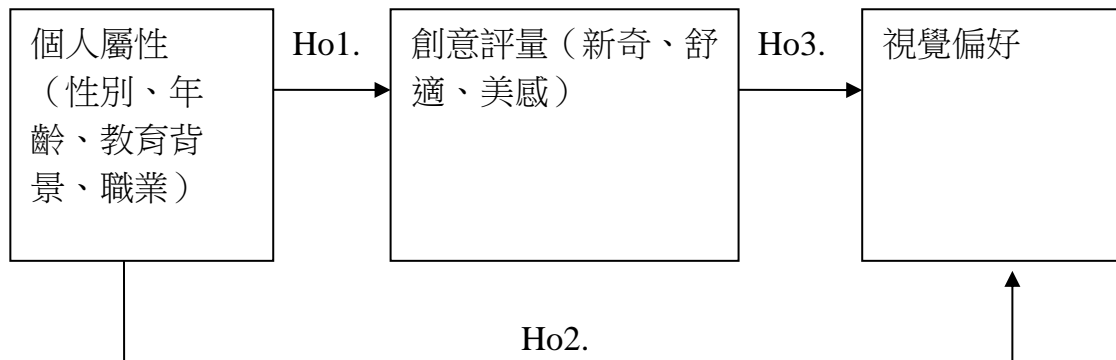 個人屬性
（性別、年
齡、教育背
景、職業）
Ho1.
創意評量（新奇、舒
適、美感）
Ho3.
視覺偏好
Ho2.